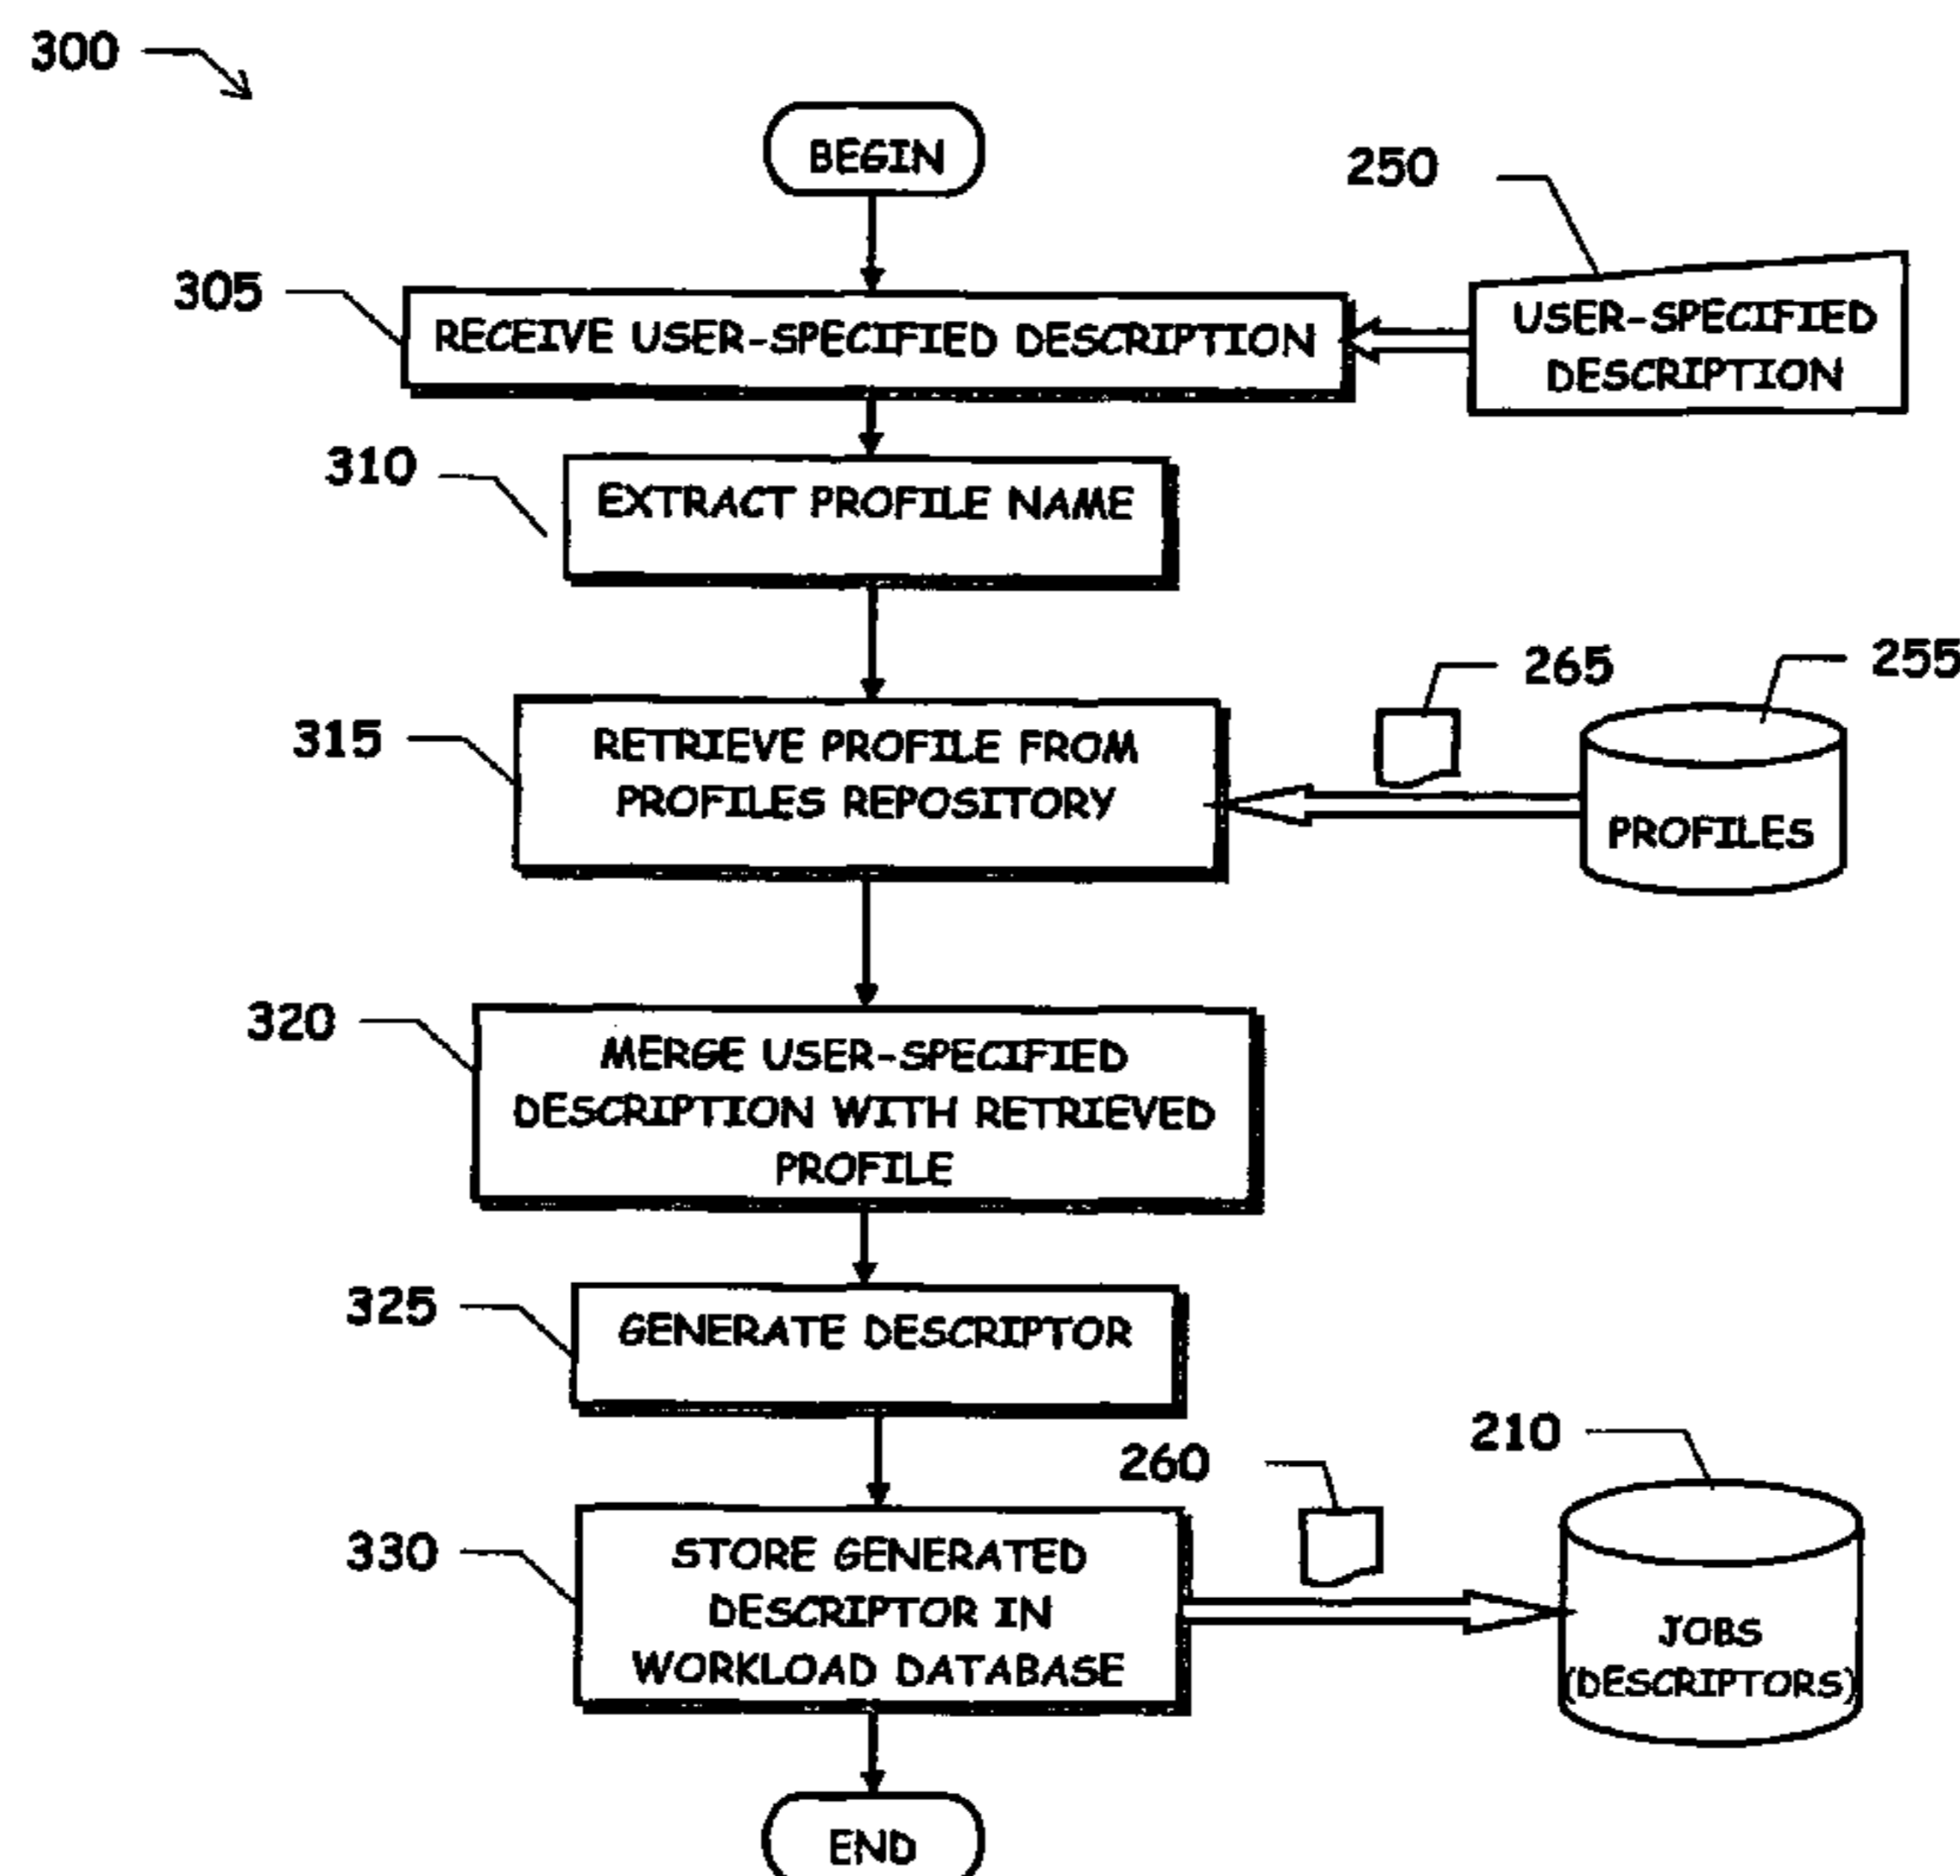 300
BEGIN
250
305
RECEIVE USER-SPECIFIED DESCRIPTION
USER-SPECIFIED
DESCRIPTION
310
EXTRACT PROFILE NAME
265
255
315
RETRIEVE PROFILE FROM
PROFILES REPOSITORY
PROFILES
320
MERGE USER-SPECIFIED
DESCRIPTION WITH RETRIEVED
PROFILE
325
GENERATE DESCRIPTOR
260
210
330
STORE GENERATED
DESCRIPTOR IN
WORKLOAD DATABASE
JOBS
(DESCRIPTORS)
END